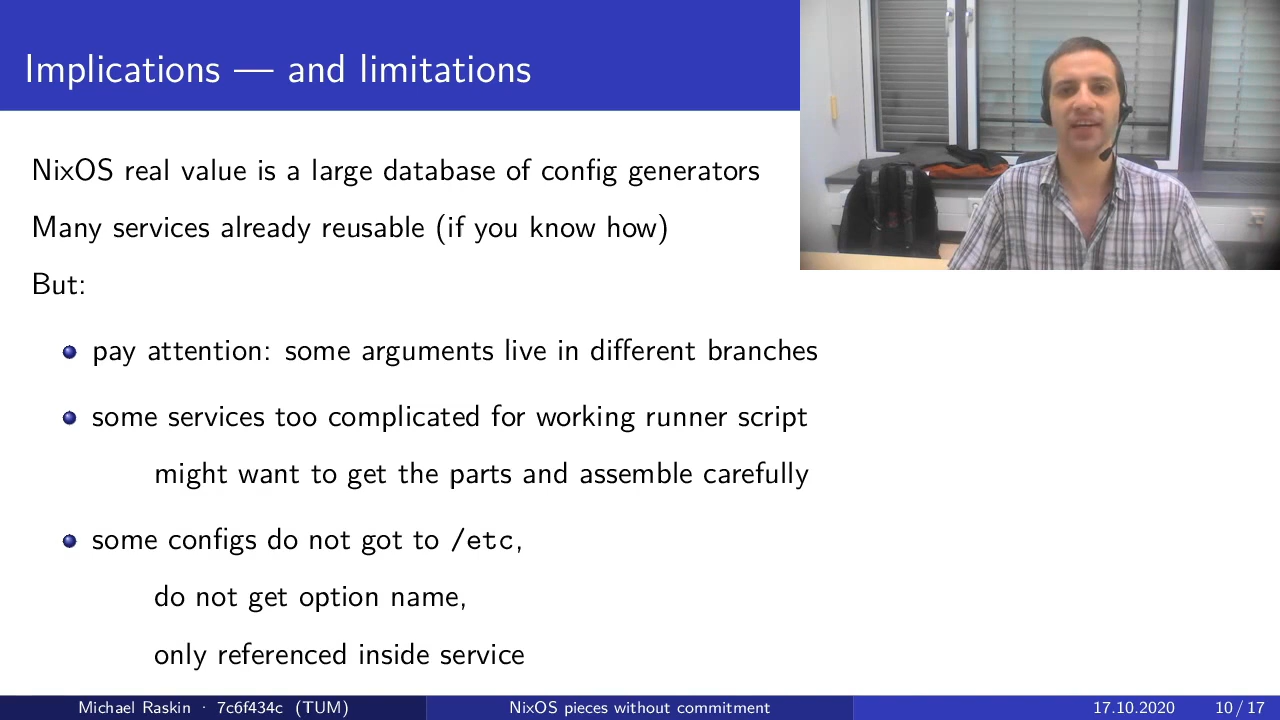 Implications — and limitations
NixOS real value is a large database of config generators
Many services already reusable (if you know how)
But:
pay attention: some arguments live in different branches
some services too complicated for working runner script
might want to get the parts and assemble carefully
some configs do not got to /etc,
do not get option name,
only referenced inside service
Michael Raskin · 7c6f434c (TUM)
NixOS pieces without commitment
17.10.2020
10 / 17